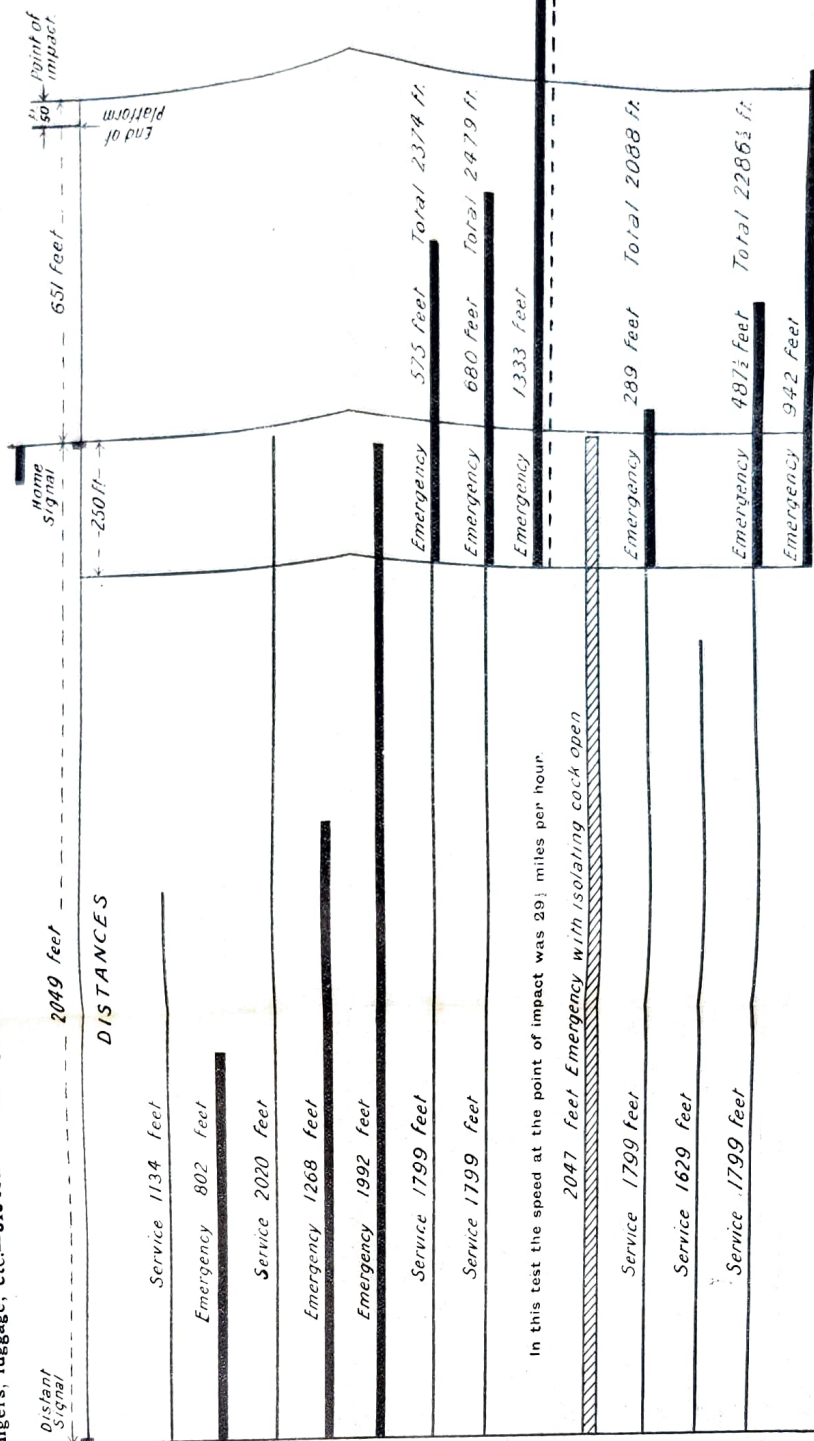 ngers, luggage, etc.
Distant
Signal
2049 Feet
Home
Signal
651 Feet
50
Point of
impact.
End of
Platform
250 ft
DISTANCES
Service 1134 Feet
Emergency 802 Feet
Service 2020 Feet
Emergency 1268 Feet
Emergency 1992 Feet
Service 1799 Feet Emergency 575 Feet Total 2374 ft.
Service 1799 Feet Emergency 680 Feet Total 2479 ft.
Emergency 1333 Feet
In this test the speed at the point of impact was 29½ miles per hour.
2047 Feet Emergency with isolating cock open
Service 1799 Feet Emergency 289 Feet Total 2088 ft.
Service 1629 Feet
Service 1799 Feet Emergency 487½ Feet Total 2286½ ft.
Emergency 942 Feet